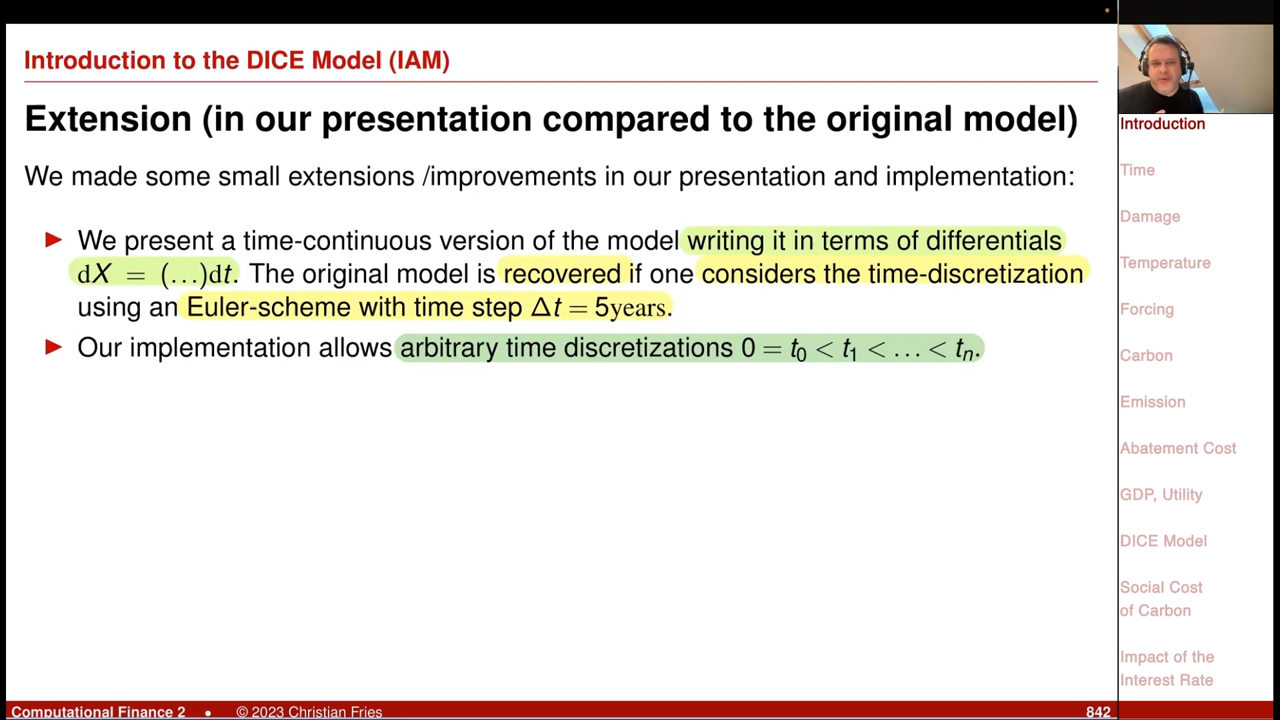 Introduction to the DICE Model (IAM)
Extension (in our presentation compared to the original model)
We made some small extensions /improvements in our presentation and implementation:
► We present a time-continuous version of the model writing it in terms of differentials
dX = (...)dt. The original model is recovered if one considers the time-discretization
using an Euler-scheme with time step Δt = 5years.
► Our implementation allows arbitrary time discretizations 0 = t₀ < t₁ < ... < tₙ.
Introduction
Time
Damage
Temperature
Forcing
Carbon
Emission
Abatement Cost
GDP, Utility
DICE Model
Social Cost
of Carbon
Impact of the
Interest Rate
Computational Finance 2 • © 2023 Christian Fries 842